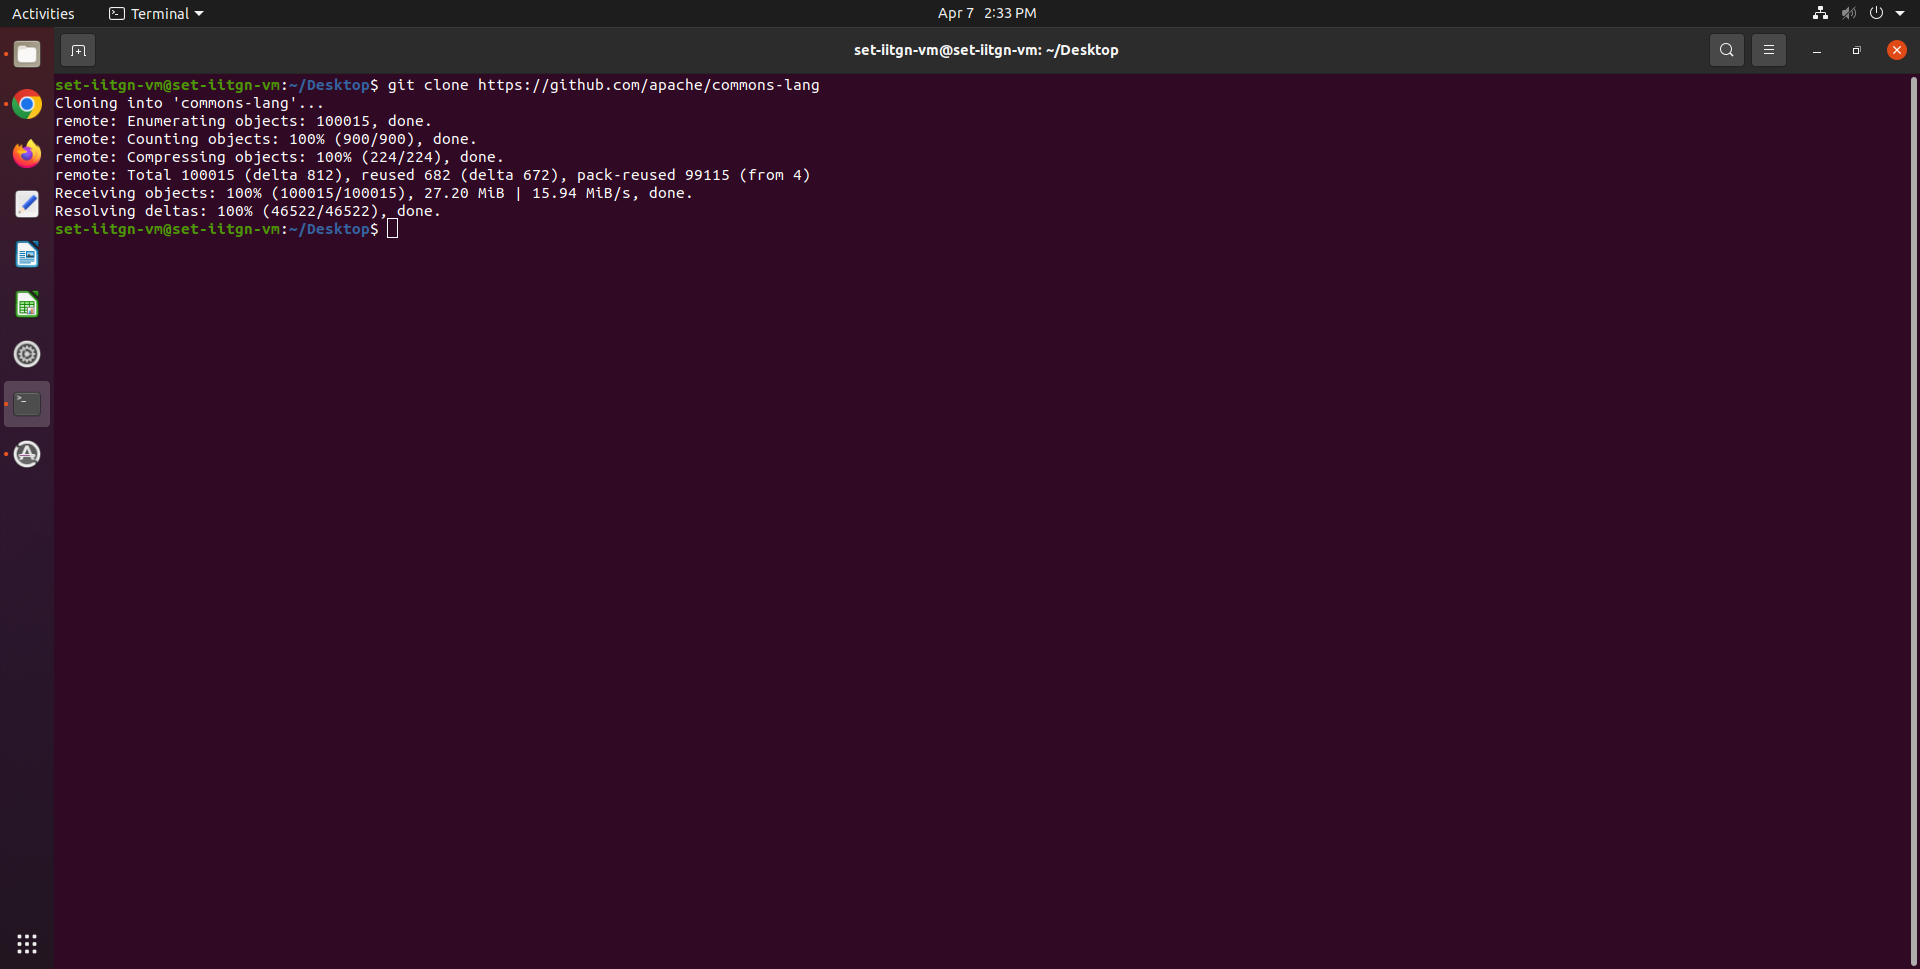 Activities
Terminal
Apr 7 2:33 PM
set-iitgn-vm@set-iitgn-vm: ~/Desktop
set-iitgn-vm@set-iitgn-vm:~/Desktop$ git clone https://github.com/apache/commons-lang
Cloning into 'commons-lang'...
remote: Enumerating objects: 100015, done.
remote: Counting objects: 100% (900/900), done.
remote: Compressing objects: 100% (224/224), done.
remote: Total 100015 (delta 812), reused 682 (delta 672), pack-reused 99115 (from 4)
Receiving objects: 100% (100015/100015), 27.20 MiB | 15.94 MiB/s, done.
Resolving deltas: 100% (46522/46522), done.
set-iitgn-vm@set-iitgn-vm:~/Desktop$